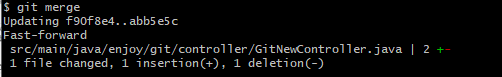 $ git merge
Updating f90f8e4..abb5e5c
Fast-forward
 src/main/java/enjoy/git/controller/GitNewController.java | 2 +-
 1 file changed, 1 insertion(+), 1 deletion(-)